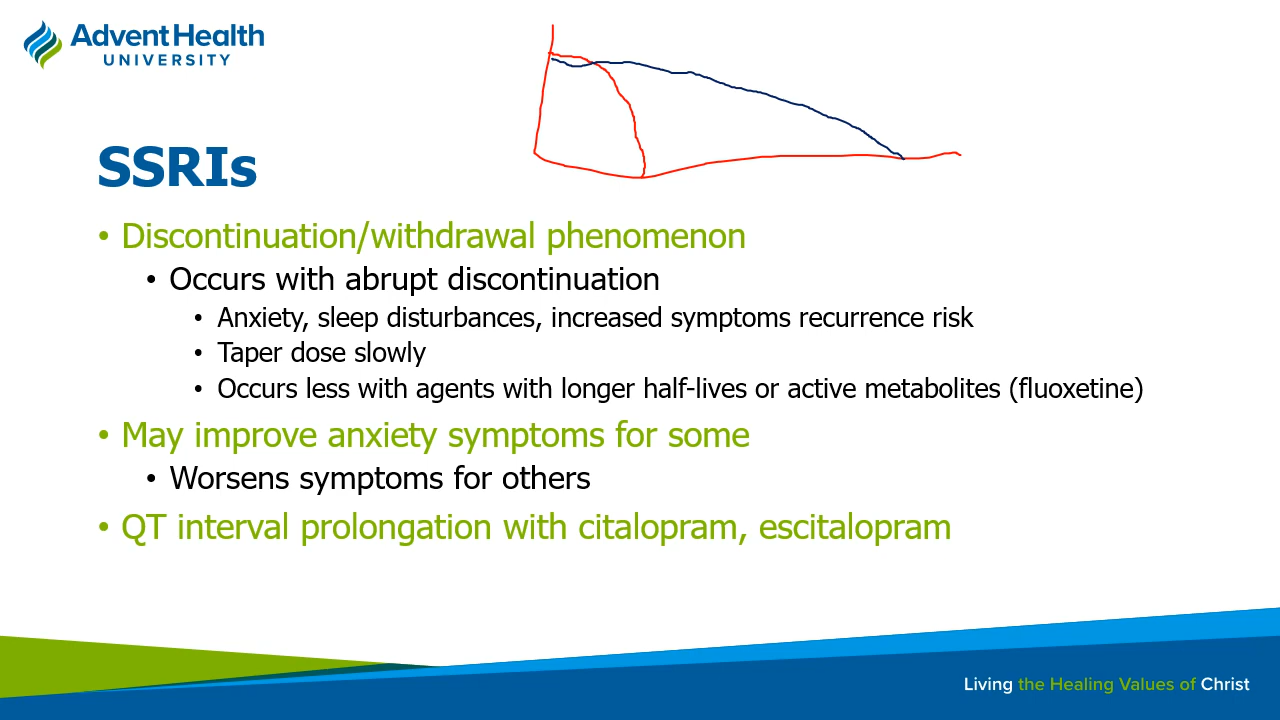 AdventHealth
UNIVERSITY
SSRIs
• Discontinuation/withdrawal phenomenon
• Occurs with abrupt discontinuation
• Anxiety, sleep disturbances, increased symptoms recurrence risk
• Taper dose slowly
• Occurs less with agents with longer half-lives or active metabolites (fluoxetine)
• May improve anxiety symptoms for some
• Worsens symptoms for others
• QT interval prolongation with citalopram, escitalopram
Living the Healing Values of Christ